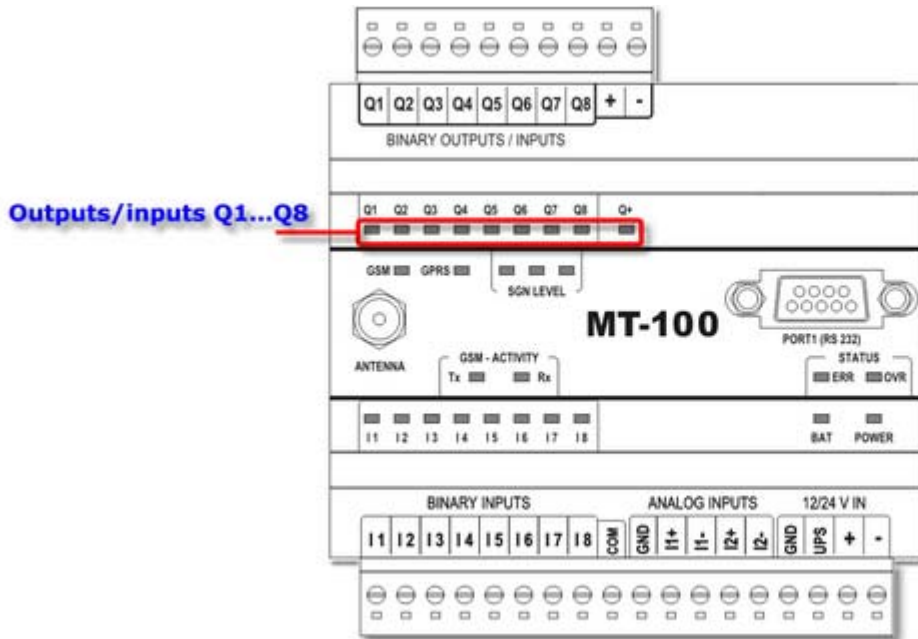 Q1 Q2 Q3 Q4 Q5 Q6 Q7 Q8 + -
BINARY OUTPUTS / INPUTS
Outputs/inputs Q1...Q8
Q1 Q2 Q3 Q4 Q5 Q6 Q7 Q8 Q+
GSM GPRS
SGN LEVEL
MT-100
PORT1 (RS 232)
ANTENNA
GSM - ACTIVITY
Tx Rx
STATUS
ERR OVR
I1 I2 I3 I4 I5 I6 I7 I8
BAT POWER
BINARY INPUTS
ANALOG INPUTS
12/24 V IN
I1 I2 I3 I4 I5 I6 I7 I8 COM GND I1+ I1- I2+ I2- GND UPS + -